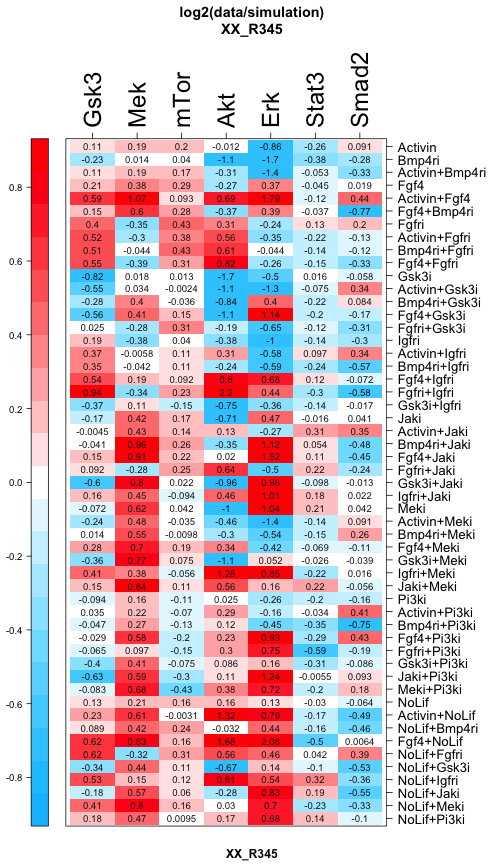 log2(data/simulation)
XX_R345
Gsk3 Mek mTor Akt Erk Stat3 Smad2
0.11 0.19 0.2 -0.012 -0.86 -0.26 0.091 Activin
-0.23 0.014 0.04 -1.1 -1.7 -0.38 -0.28 Bmp4ri
0.11 0.19 0.17 -0.31 -1.4 -0.053 -0.33 Activin+Bmp4ri
0.21 0.38 0.29 -0.27 0.37 -0.045 0.019 Fgf4
0.59 1.07 0.093 0.69 1.79 -0.12 0.44 Activin+Fgf4
0.15 0.6 0.28 -0.37 0.39 -0.037 -0.77 Fgf4+Bmp4ri
0.4 -0.35 0.43 0.31 -0.24 0.13 0.2 Fgfri
0.52 -0.3 0.38 0.56 -0.35 -0.22 -0.13 Activin+Fgfri
0.51 -0.044 0.43 0.61 -0.044 -0.14 -0.12 Bmp4ri+Fgfri
0.55 -0.39 0.31 0.82 -0.26 -0.15 -0.33 Fgf4+Fgfri
-0.82 0.018 0.013 -1.7 -0.5 0.016 -0.058 Gsk3i
-0.55 0.034 -0.0024 -1.1 -1.3 -0.075 0.34 Activin+Gsk3i
-0.28 0.4 -0.036 -0.84 0.4 -0.22 0.084 Bmp4ri+Gsk3i
-0.56 0.41 0.15 -1.1 1.14 -0.2 -0.17 Fgf4+Gsk3i
0.025 -0.28 0.31 -0.19 -0.65 -0.12 -0.31 Fgfri+Gsk3i
0.19 -0.38 -0.04 -0.38 -1 -0.14 -0.3 Igfri
0.37 -0.0058 0.11 0.31 -0.58 0.097 0.34 Activin+Igfri
0.35 -0.042 0.11 -0.24 -0.59 -0.24 -0.57 Bmp4ri+Igfri
0.54 0.19 0.092 0.8 0.68 0.12 -0.072 Fgf4+Igfri
0.94 -0.34 0.23 2.2 0.44 -0.3 -0.58 Fgfri+Igfri
-0.37 0.11 -0.15 -0.75 -0.36 -0.14 -0.017 Gsk3i+Igfri
-0.17 0.42 0.17 -0.71 0.47 -0.016 0.041 Jaki
-0.0045 0.43 0.14 0.13 -0.27 0.31 0.35 Activin+Jaki
-0.041 0.96 0.26 -0.35 1.12 0.054 -0.48 Bmp4ri+Jaki
0.15 0.91 0.22 0.02 1.52 0.11 -0.45 Fgf4+Jaki
0.092 -0.28 0.25 0.64 -0.5 0.22 -0.24 Fgfri+Jaki
-0.6 0.8 0.022 -0.96 0.98 -0.098 -0.013 Gsk3i+Jaki
0.16 0.45 -0.094 0.46 1.01 0.18 0.022 Igfri+Jaki
-0.072 0.62 0.042 -1 1.04 0.21 0.042 Meki
-0.24 0.48 -0.035 -0.46 -1.4 -0.14 0.091 Activin+Meki
0.014 0.55 -0.0098 -0.3 -0.54 -0.15 0.26 Bmp4ri+Meki
0.28 0.7 0.19 0.34 -0.42 -0.069 -0.11 Fgf4+Meki
-0.36 0.77 0.075 -1.1 0.052 -0.026 -0.039 Gsk3i+Meki
0.41 0.38 -0.056 1.28 0.85 -0.22 0.016 Igfri+Meki
0.15 0.84 0.11 0.56 0.16 0.22 -0.056 Jaki+Meki
-0.094 0.16 -0.11 0.025 -0.26 -0.2 -0.16 Pi3ki
0.035 0.22 -0.07 0.29 -0.16 -0.034 0.41 Activin+Pi3ki
-0.047 0.27 -0.13 0.12 -0.45 -0.35 -0.75 Bmp4ri+Pi3ki
-0.029 0.58 -0.2 0.23 0.93 -0.29 0.43 Fgf4+Pi3ki
-0.065 0.097 -0.15 0.3 0.75 -0.59 -0.19 Fgfri+Pi3ki
-0.4 0.41 -0.075 0.086 0.16 -0.31 -0.086 Gsk3i+Pi3ki
-0.63 0.59 -0.3 0.11 1.24 -0.0055 0.093 Jaki+Pi3ki
-0.083 0.68 -0.43 0.38 0.72 -0.2 0.18 Meki+Pi3ki
0.13 0.21 0.16 0.16 0.13 -0.03 -0.064 NoLif
0.23 0.61 -0.0031 1.32 0.79 -0.17 -0.49 Activin+NoLif
0.089 0.42 0.24 -0.032 0.44 -0.16 -0.46 NoLif+Bmp4ri
0.62 0.83 0.16 1.68 2.08 -0.5 0.0064 Fgf4+NoLif
0.62 -0.32 0.31 0.56 0.46 -0.042 0.39 NoLif+Fgfri
-0.34 0.44 0.11 -0.67 0.14 -0.1 -0.53 NoLif+Gsk3i
0.53 0.15 0.12 0.81 0.54 0.32 -0.36 NoLif+Igfri
-0.18 0.57 0.06 -0.28 0.83 0.19 -0.55 NoLif+Jaki
0.41 0.8 0.16 0.03 0.7 -0.23 -0.33 NoLif+Meki
0.18 0.47 0.0095 0.17 0.68 0.14 -0.1 NoLif+Pi3ki
0.8
0.6
0.4
0.2
0.0
-0.2
-0.4
-0.6
-0.8
XX_R345